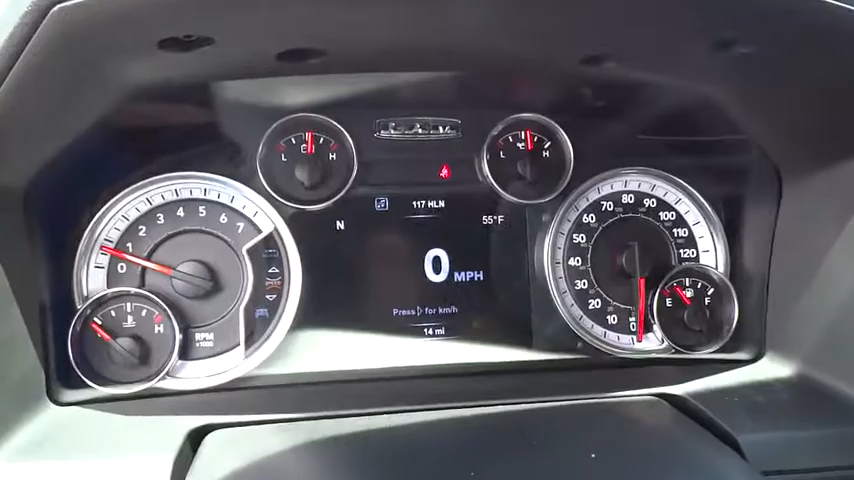 RAM
L H
L H
N
117 HLN
55°F
0 1 2 3 4 5 6 7
RPM
x1000
C H
0 MPH
Press 〉 for km/h
14 mi
10 20 30 40 50 60 70 80 90 100 110 120
E F